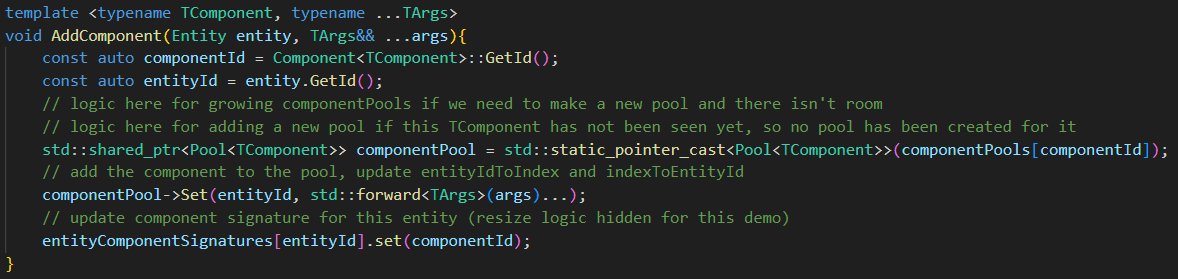 template <typename TComponent, typename ...TArgs>
void AddComponent(Entity entity, TArgs&& ...args){
    const auto componentId = Component<TComponent>::GetId();
    const auto entityId = entity.GetId();
    // logic here for growing componentPools if we need to make a new pool and there isn't room
    // logic here for adding a new pool if this TComponent has not been seen yet, so no pool has been created for it
    std::shared_ptr<Pool<TComponent>> componentPool = std::static_pointer_cast<Pool<TComponent>>(componentPools[componentId]);
    // add the component to the pool, update entityIdToIndex and indexToEntityId
    componentPool->Set(entityId, std::forward<TArgs>(args)...);
    // update component signature for this entity (resize logic hidden for this demo)
    entityComponentSignatures[entityId].set(componentId);
}